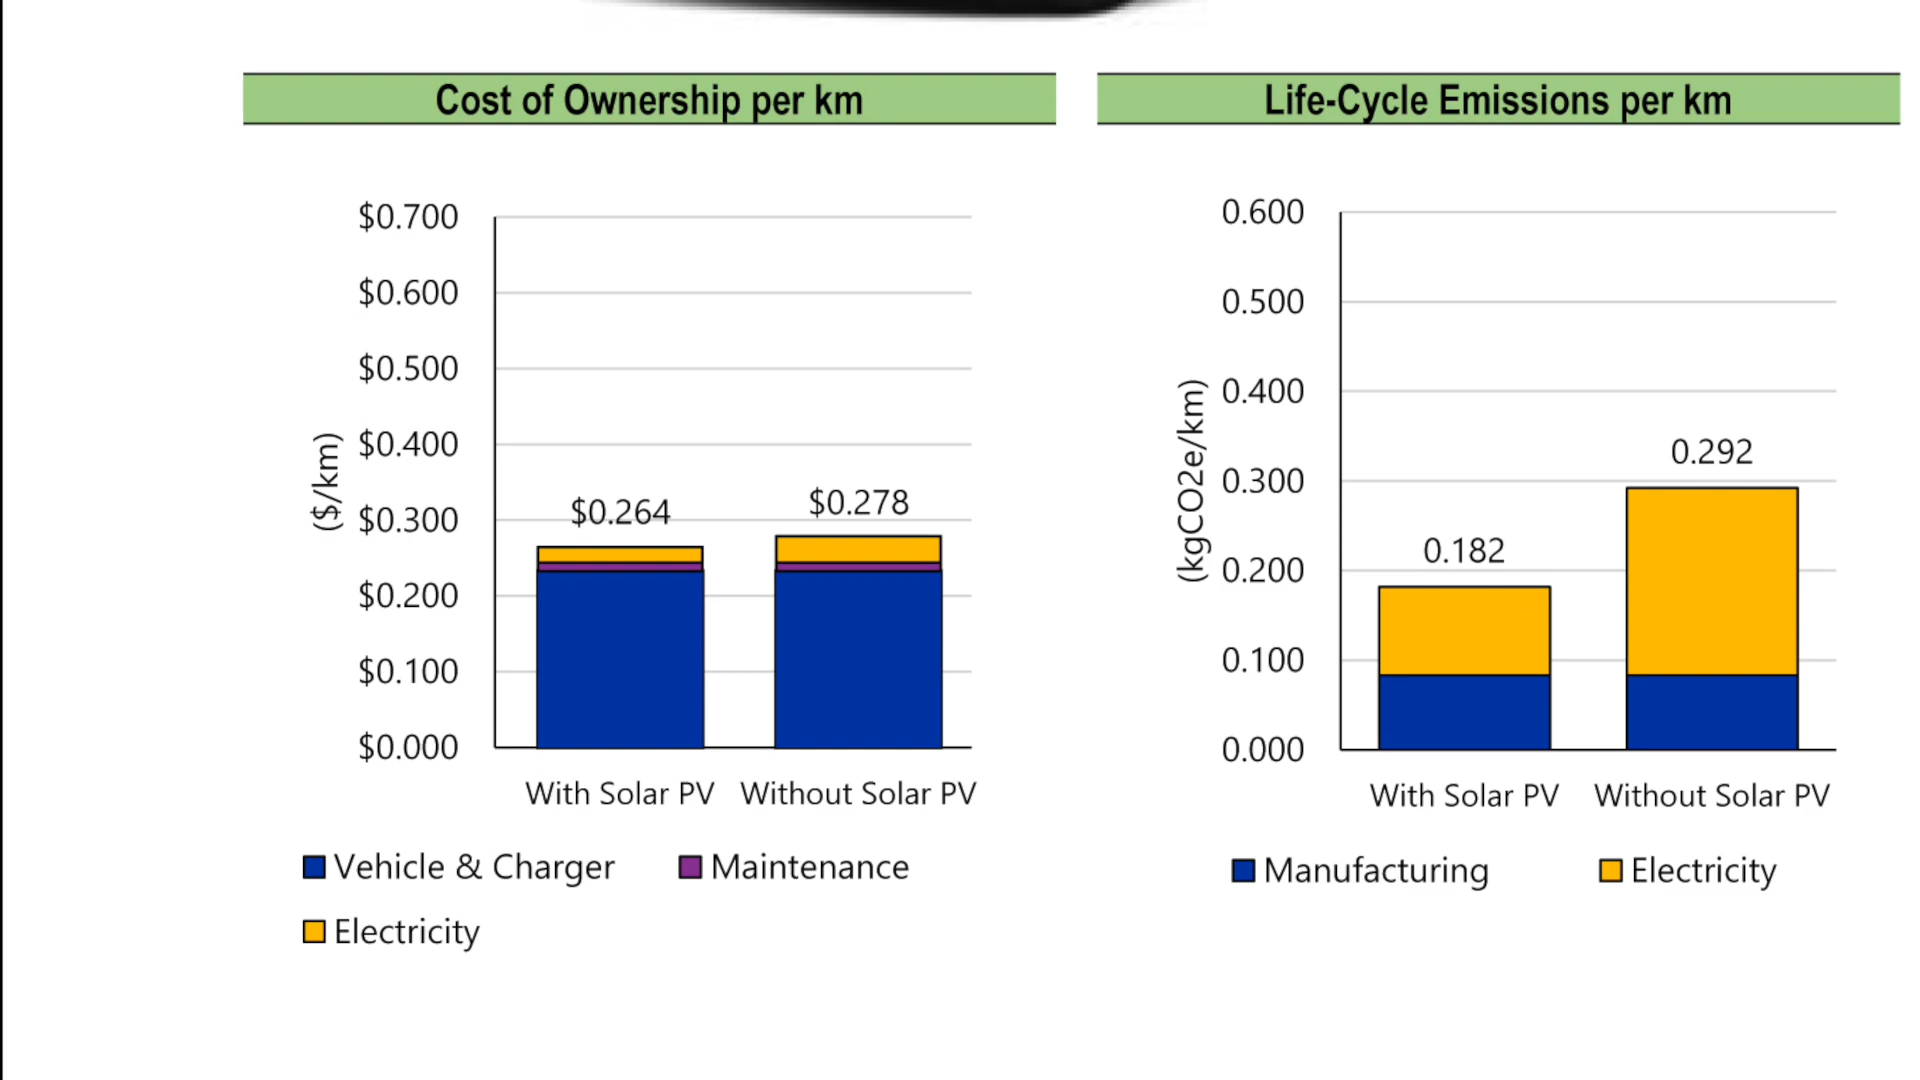 Cost of Ownership per km
$0.700
$0.600
$0.500
$0.400
$0.300
$0.200
$0.100
$0.000
($/km)
$0.264
$0.278
With Solar PV
Without Solar PV
Vehicle & Charger
Maintenance
Electricity
Life-Cycle Emissions per km
0.600
0.500
0.400
0.300
0.200
0.100
0.000
(kgCO2e/km)
0.182
0.292
With Solar PV
Without Solar PV
Manufacturing
Electricity